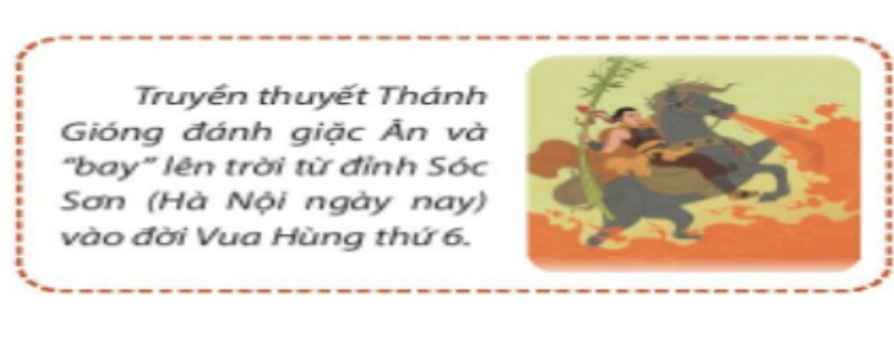 Truyền thuyết Thánh
Gióng đánh giặc Ân và
“bay” lên trời từ đỉnh Sóc
Sơn (Hà Nội ngày nay)
vào đời Vua Hùng thứ 6.